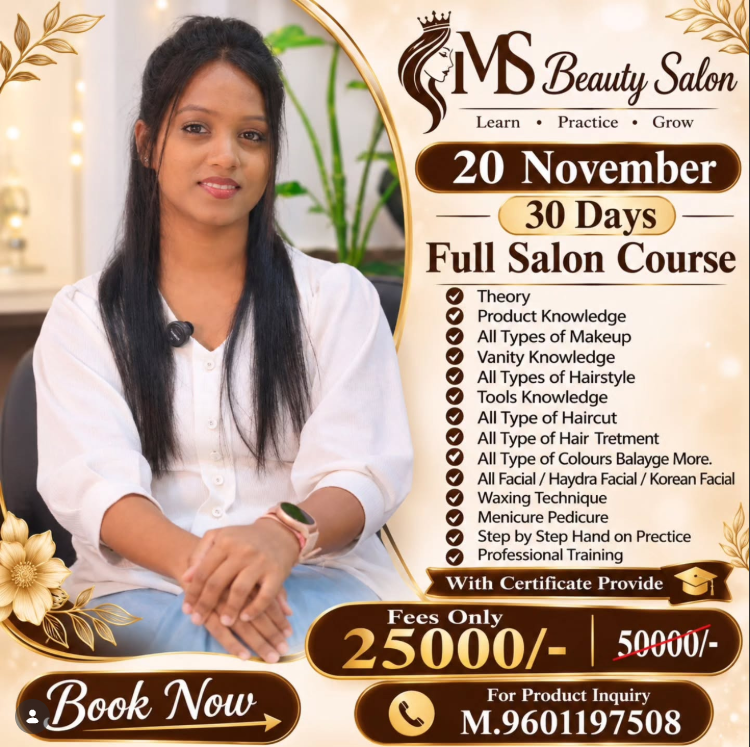 MS Beauty Salon
Learn • Practice • Grow
20 November
30 Days
Full Salon Course
Theory
Product Knowledge
All Types of Makeup
Vanity Knowledge
All Types of Hairstyle
Tools Knowledge
All Type of Haircut
All Type of Hair Tretment
All Type of Colours Balayge More.
All Facial / Haydra Facial / Korean Facial
Waxing Technique
Menicure Pedicure
Step by Step Hand on Prectice
Professional Training
With Certificate Provide
Fees Only
25000/- 50000/-
Book Now
For Product Inquiry
M.9601197508